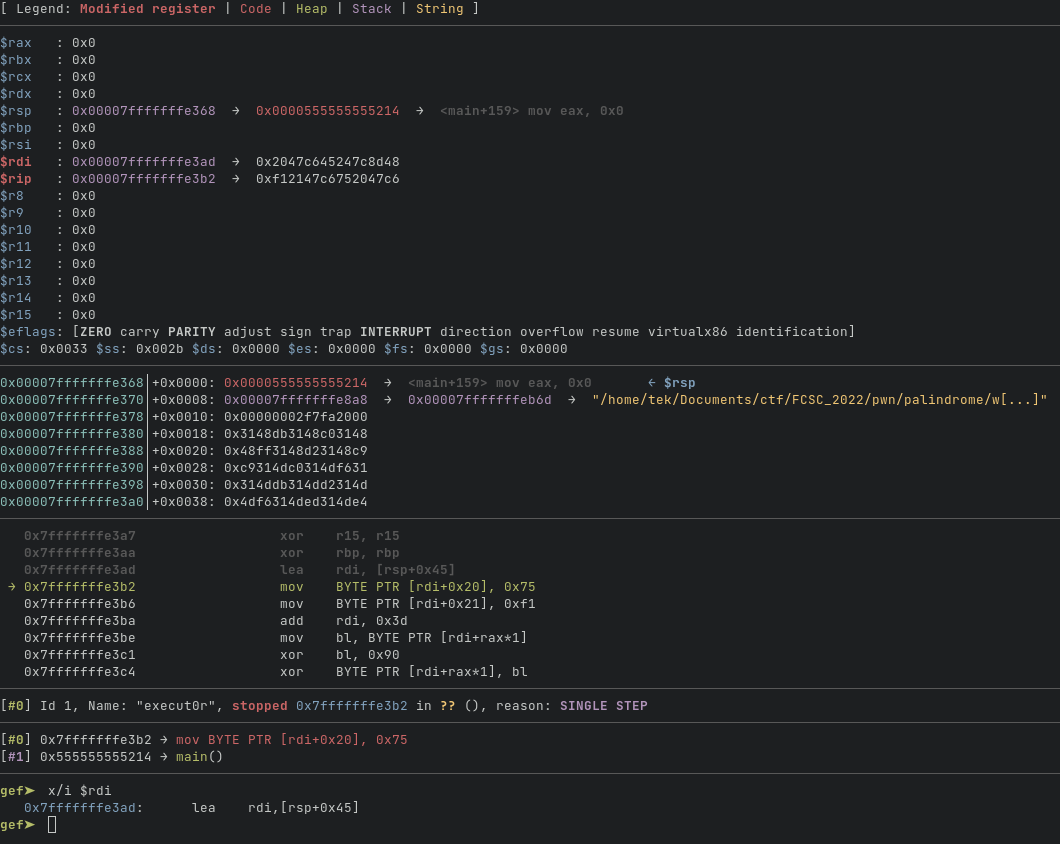 [ Legend: Modified register | Code | Heap | Stack | String ]
$rax   : 0x0
$rbx   : 0x0
$rcx   : 0x0
$rdx   : 0x0
$rsp   : 0x00007fffffffe368  →  0x0000555555555214  →  <main+159> mov eax, 0x0
$rbp   : 0x0
$rsi   : 0x0
$rdi   : 0x00007fffffffe3ad  →  0x2047c645247c8d48
$rip   : 0x00007fffffffe3b2  →  0xf12147c6752047c6
$r8    : 0x0
$r9    : 0x0
$r10   : 0x0
$r11   : 0x0
$r12   : 0x0
$r13   : 0x0
$r14   : 0x0
$r15   : 0x0
$eflags: [ZERO carry PARITY adjust sign trap INTERRUPT direction overflow resume virtualx86 identification]
$cs: 0x0033 $ss: 0x002b $ds: 0x0000 $es: 0x0000 $fs: 0x0000 $gs: 0x0000
0x00007fffffffe368│+0x0000: 0x0000555555555214  →  <main+159> mov eax, 0x0       ← $rsp
0x00007fffffffe370│+0x0008: 0x00007fffffffe8a8  →  0x00007fffffffeb6d  →  "/home/tek/Documents/ctf/FCSC_2022/pwn/palindrome/w[...]"
0x00007fffffffe378│+0x0010: 0x00000002f7fa2000
0x00007fffffffe380│+0x0018: 0x3148db3148c03148
0x00007fffffffe388│+0x0020: 0x48ff3148d23148c9
0x00007fffffffe390│+0x0028: 0xc9314dc0314df631
0x00007fffffffe398│+0x0030: 0x314ddb314dd2314d
0x00007fffffffe3a0│+0x0038: 0x4df6314ded314de4
0x7fffffffe3a7                  xor    r15, r15
0x7fffffffe3aa                  xor    rbp, rbp
0x7fffffffe3ad                  lea    rdi, [rsp+0x45]
→ 0x7fffffffe3b2                  mov    BYTE PTR [rdi+0x20], 0x75
0x7fffffffe3b6                  mov    BYTE PTR [rdi+0x21], 0xf1
0x7fffffffe3ba                  add    rdi, 0x3d
0x7fffffffe3be                  mov    bl, BYTE PTR [rdi+rax*1]
0x7fffffffe3c1                  xor    bl, 0x90
0x7fffffffe3c4                  xor    BYTE PTR [rdi+rax*1], bl
[#0] Id 1, Name: "execut0r", stopped 0x7fffffffe3b2 in ?? (), reason: SINGLE STEP
[#0] 0x7fffffffe3b2 → mov BYTE PTR [rdi+0x20], 0x75
[#1] 0x555555555214 → main()
gef➤  x/i $rdi
0x7fffffffe3ad:      lea    rdi,[rsp+0x45]
gef➤